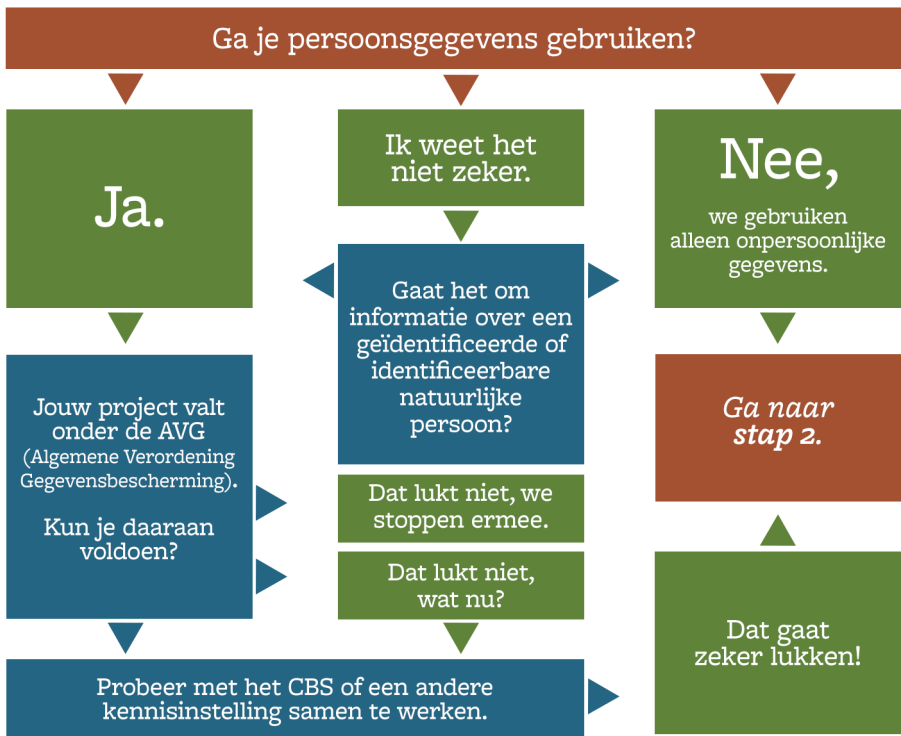 Ga je persoonsgegevens gebruiken?
Ja.
Ik weet het
niet zeker.
Nee,
we gebruiken
alleen onpersoonlijke
gegevens.
Gaat het om
informatie over een
geïdentificeerde of
identificeerbare
natuurlijke
persoon?
Jouw project valt
onder de AVG
(Algemene Verordening
Gegevensbescherming).
Kun je daaraan
voldoen?
Ga naar
stap 2.
Dat lukt niet, we
stoppen ermee.
Dat lukt niet,
wat nu?
Dat gaat
zeker lukken!
Probeer met het CBS of een andere
kennisinstelling samen te werken.